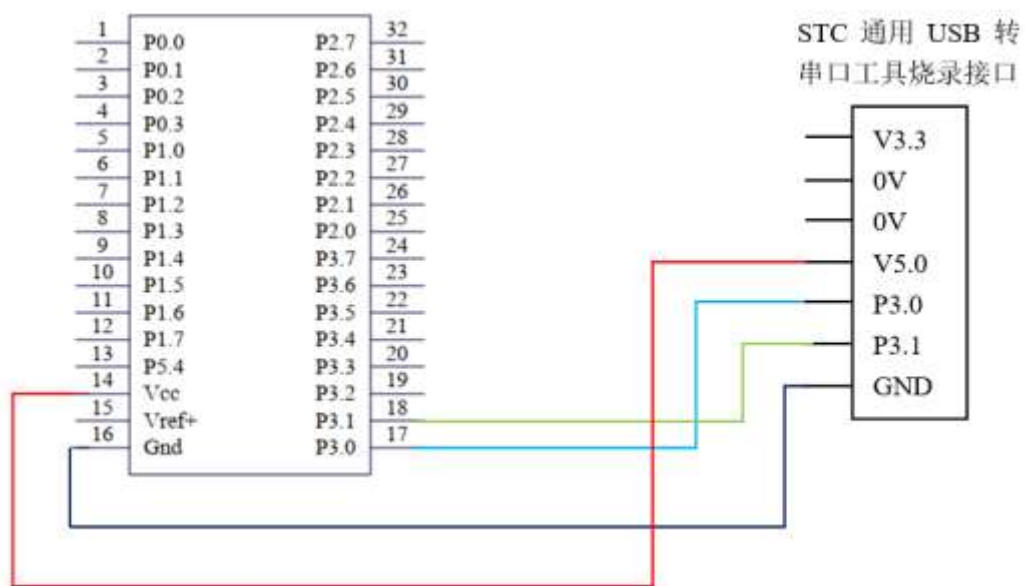 STC 通用 USB 转
串口工具烧录接口
1 P0.0 P2.7 32
2 P0.1 P2.6 31
3 P0.2 P2.5 30
4 P0.3 P2.4 29
5 P1.0 P2.3 28
6 P1.1 P2.2 27
7 P1.2 P2.1 26
8 P1.3 P2.0 25
9 P1.4 P3.7 24
10 P1.5 P3.6 23
11 P1.6 P3.5 22
12 P1.7 P3.4 21
13 P5.4 P3.3 20
14 Vcc P3.2 19
15 Vref+ P3.1 18
16 Gnd P3.0 17
V3.3
0V
0V
V5.0
P3.0
P3.1
GND